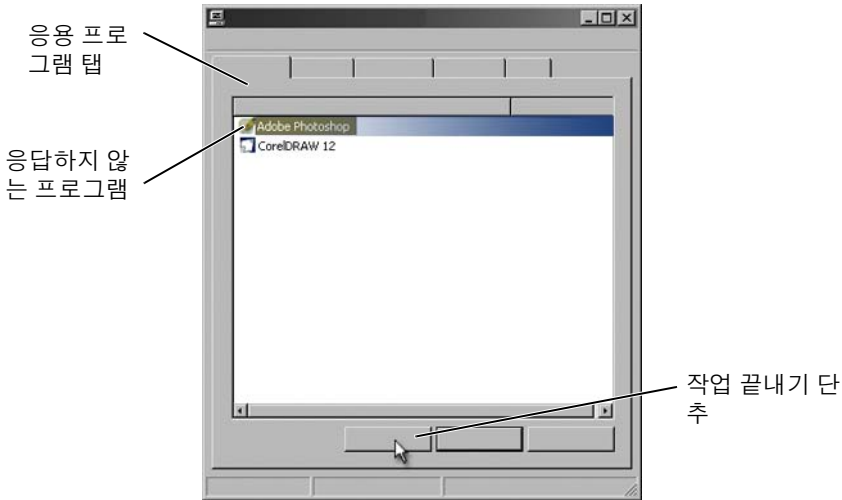 응용 프로
그램 탭
Adobe Photoshop
CorelDRAW 12
응답하지 않
는 프로그램
작업 끝내기 단
추